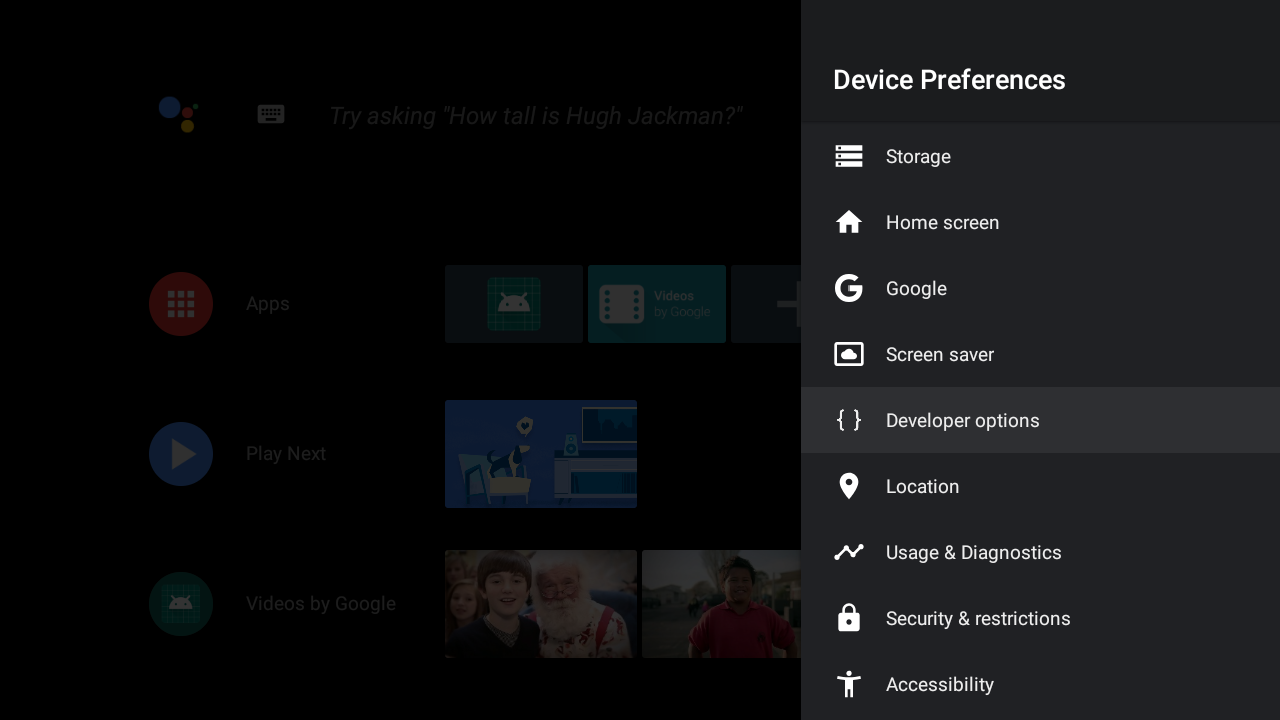 Device Preferences
Try asking "How tall is Hugh Jackman?"
Storage
Home screen
Google
Screen saver
Developer options
Location
Usage & Diagnostics
Security & restrictions
Accessibility
Apps
Videos
by Google
Play Next
Videos by Google